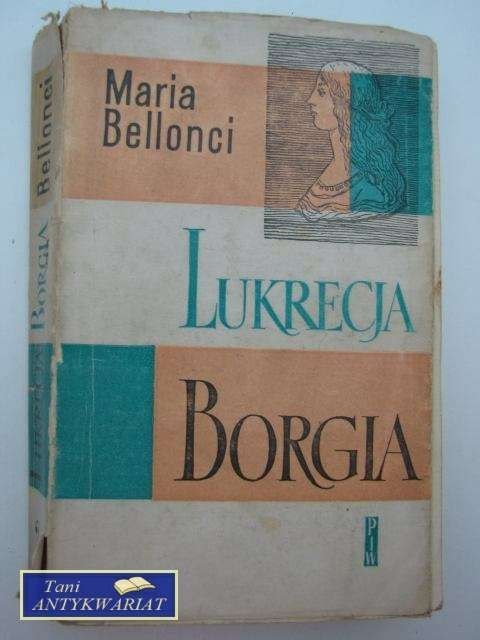 Maria
Bellonci
LUKRECJA
BORGIA
PIW
Bellonci
BORGIA
LUKRECJA
Tani
ANTYKWARIAT